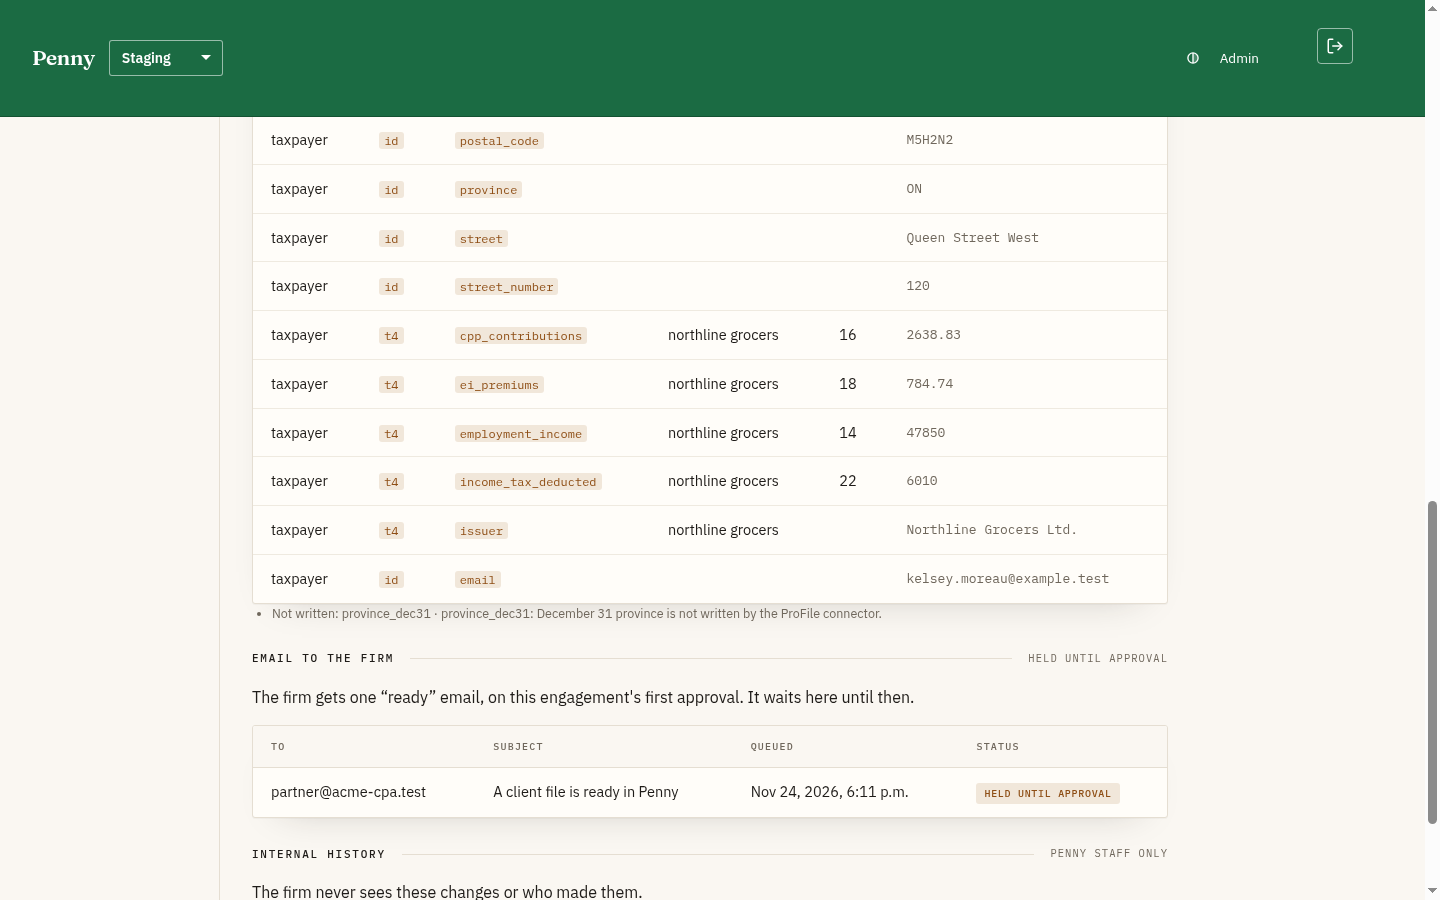 Penny Staging Admin
taxpayer id postal_code M5H2N2
taxpayer id province ON
taxpayer id street Queen Street West
taxpayer id street_number 120
taxpayer t4 cpp_contributions northline grocers 16 2638.83
taxpayer t4 ei_premiums northline grocers 18 784.74
taxpayer t4 employment_income northline grocers 14 47850
taxpayer t4 income_tax_deducted northline grocers 22 6010
taxpayer t4 issuer northline grocers Northline Grocers Ltd.
taxpayer id email kelsey.moreau@example.test
• Not written: province_dec31 · province_dec31: December 31 province is not written by the ProFile connector.
EMAIL TO THE FIRM HELD UNTIL APPROVAL
The firm gets one “ready” email, on this engagement's first approval. It waits here until then.
TO SUBJECT QUEUED STATUS
partner@acme-cpa.test A client file is ready in Penny Nov 24, 2026, 6:11 p.m. HELD UNTIL APPROVAL
INTERNAL HISTORY PENNY STAFF ONLY
The firm never sees these changes or who made them.